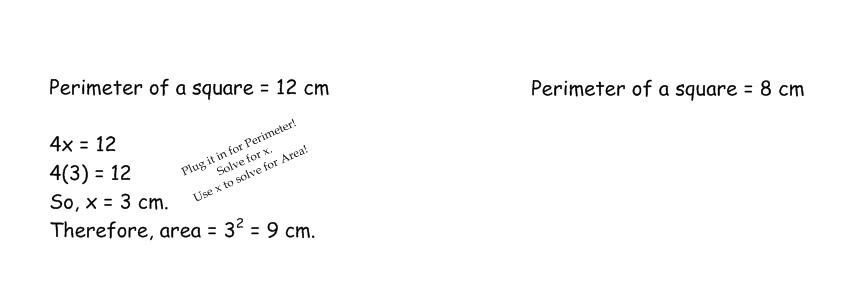 Perimeter of a square = 12 cm
4x = 12
4(3) = 12
So, x = 3 cm.
Therefore, area = 3² = 9 cm.
Plug it in for Perimeter!
Solve for x.
Use x to solve for Area!
Perimeter of a square = 8 cm